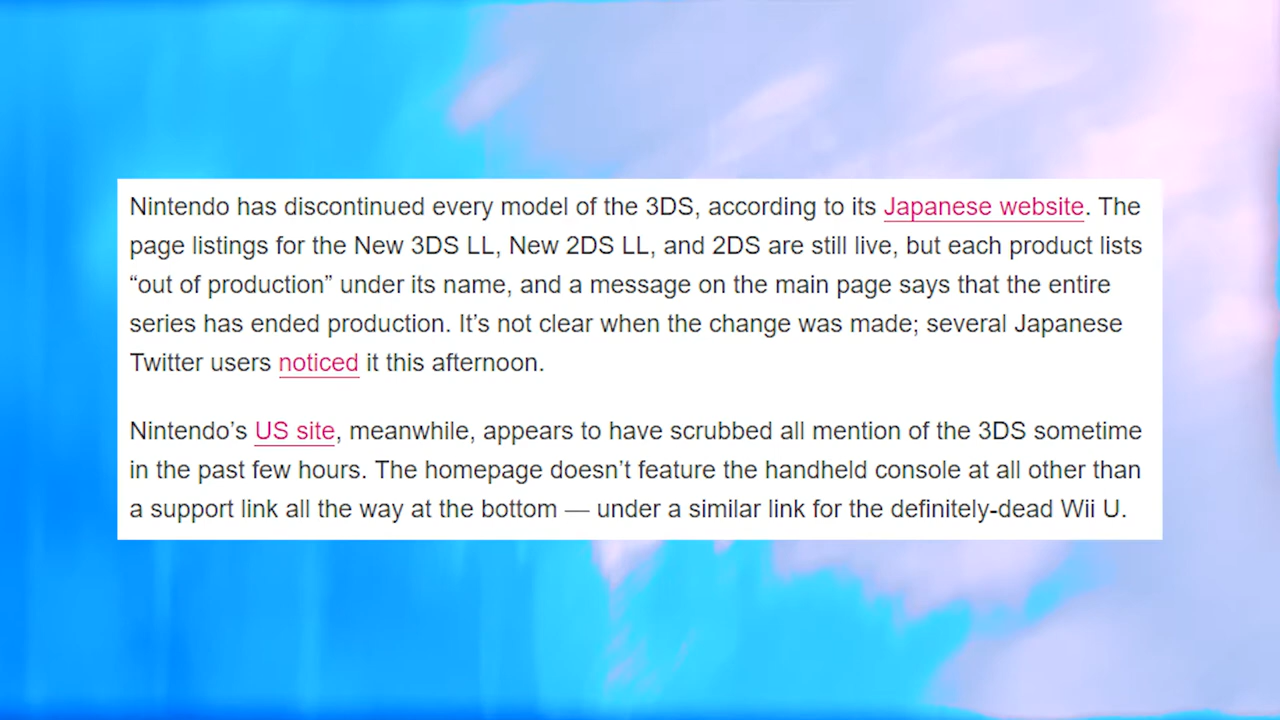 Nintendo has discontinued every model of the 3DS, according to its Japanese website. The
page listings for the New 3DS LL, New 2DS LL, and 2DS are still live, but each product lists
“out of production” under its name, and a message on the main page says that the entire
series has ended production. It’s not clear when the change was made; several Japanese
Twitter users noticed it this afternoon.
Nintendo’s US site, meanwhile, appears to have scrubbed all mention of the 3DS sometime
in the past few hours. The homepage doesn’t feature the handheld console at all other than
a support link all the way at the bottom — under a similar link for the definitely-dead Wii U.